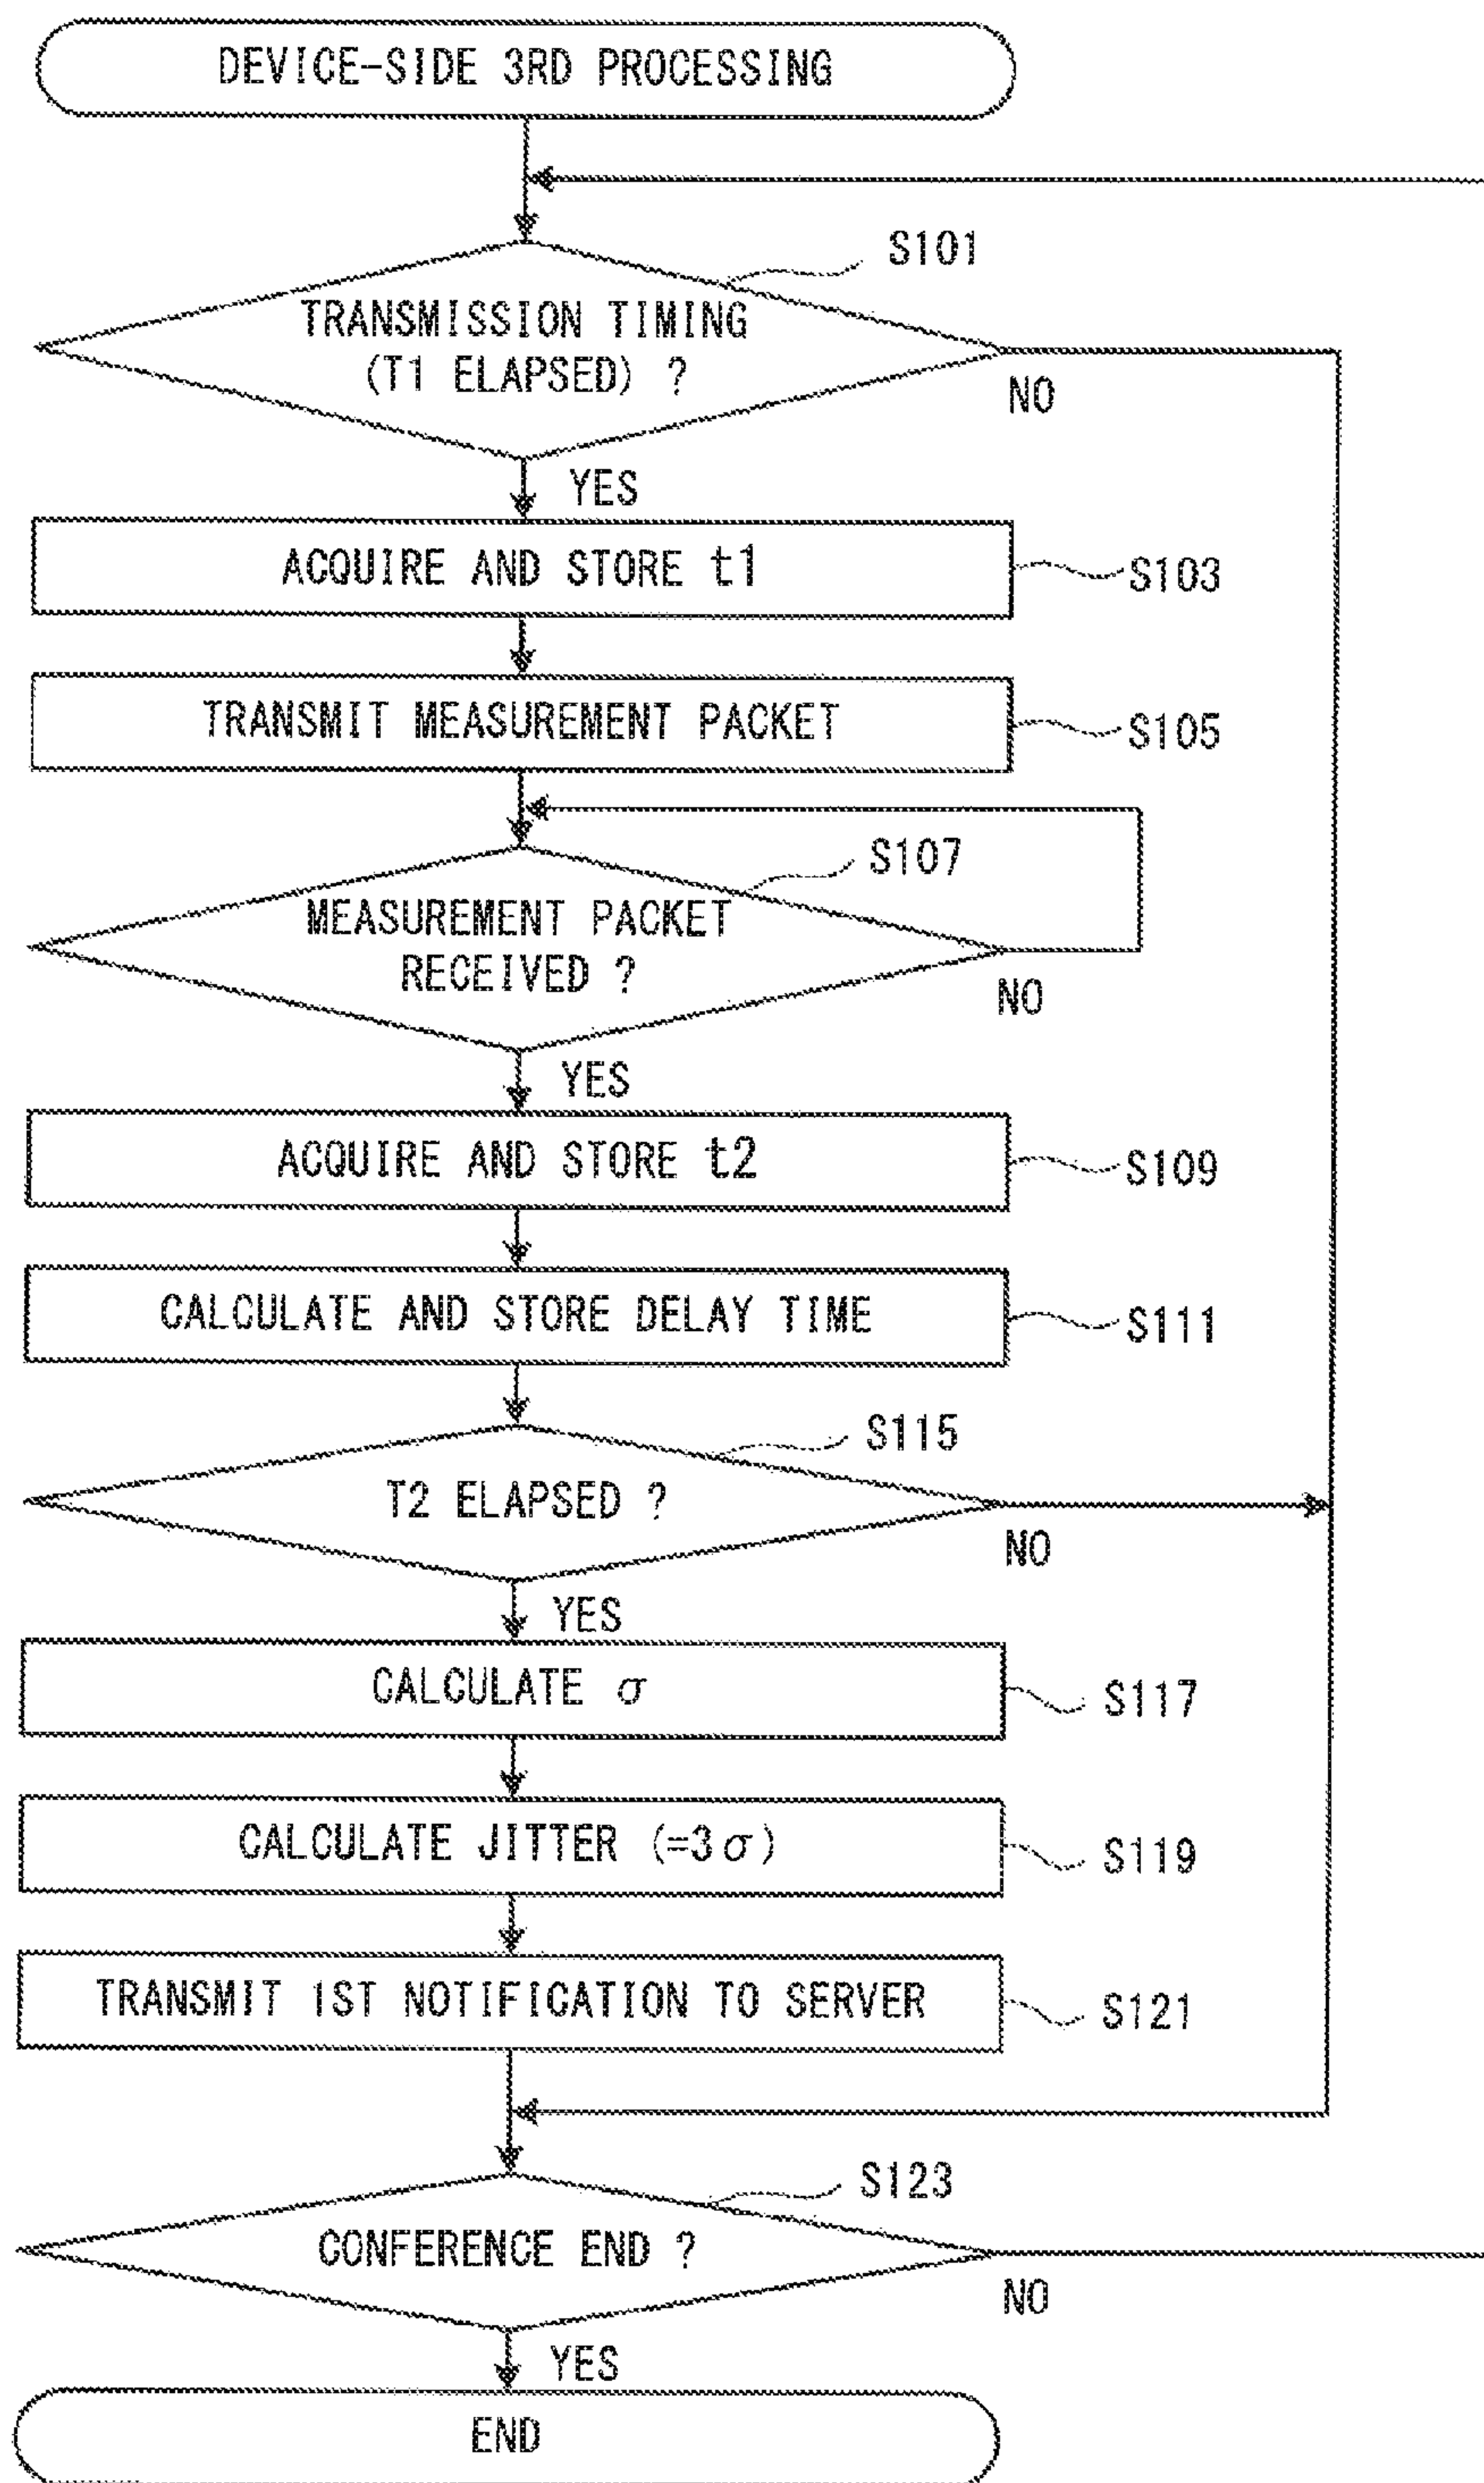 DEVICE-SIDE 3RD PROCESSING
S101
TRANSMISSION TIMING
(T1 ELAPSED) ?
NO
YES
ACQUIRE AND STORE t1
S103
TRANSMIT MEASUREMENT PACKET
S105
S107
MEASUREMENT PACKET
RECEIVED ?
NO
YES
ACQUIRE AND STORE t2
S109
CALCULATE AND STORE DELAY TIME
S111
S115
T2 ELAPSED ?
NO
YES
CALCULATE σ
S117
CALCULATE JITTER (=3σ)
S119
TRANSMIT 1ST NOTIFICATION TO SERVER
S121
S123
CONFERENCE END ?
NO
YES
END